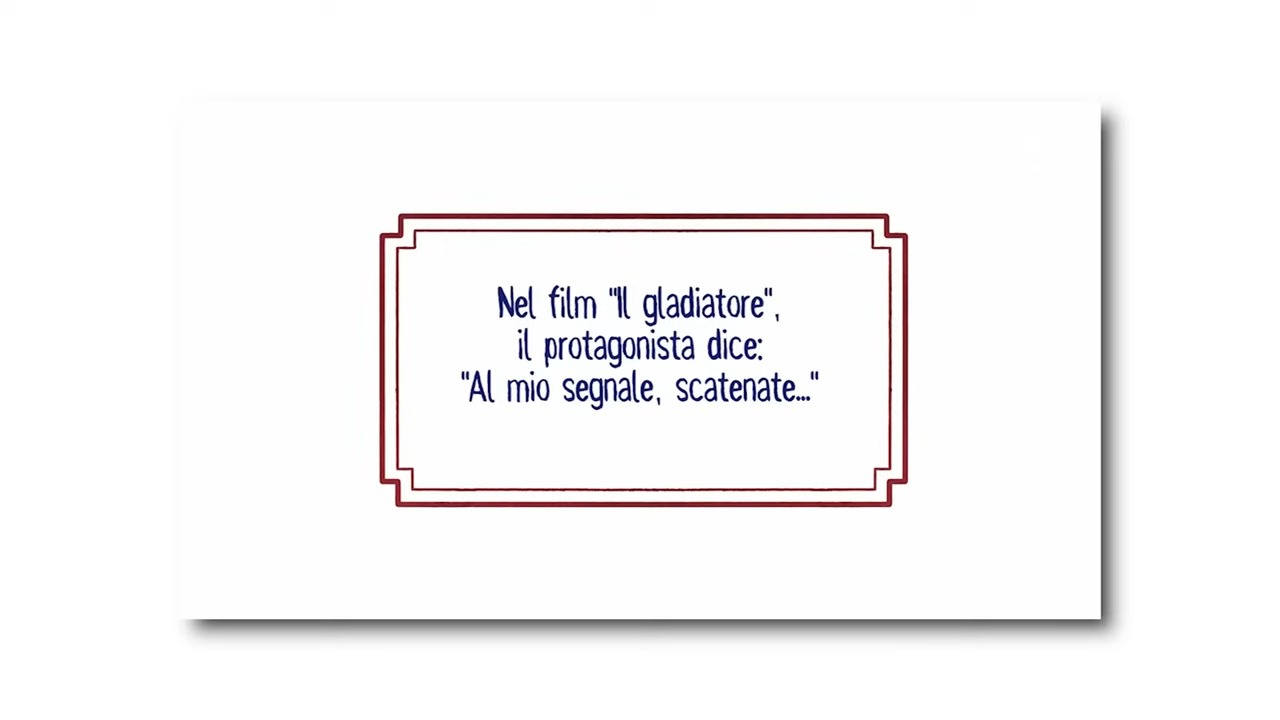 Nel film "Il gladiatore",
il protagonista dice:
"Al mio segnale, scatenate..."